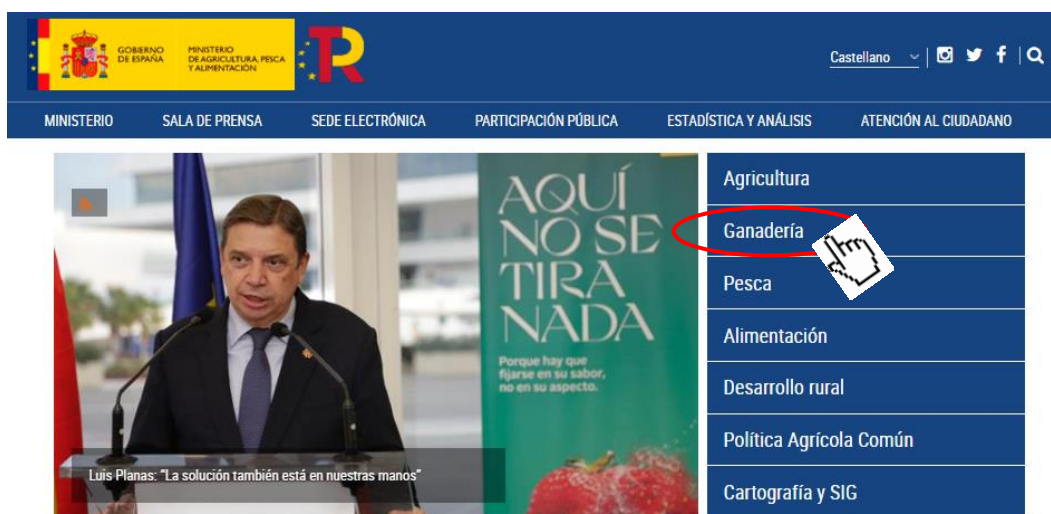 GOBIERNO
DE ESPAÑA
MINISTERIO
DE AGRICULTURA, PESCA
Y ALIMENTACIÓN
R
Castellano
MINISTERIO SALA DE PRENSA SEDE ELECTRÓNICA PARTICIPACIÓN PÚBLICA ESTADÍSTICA Y ANÁLISIS ATENCIÓN AL CIUDADANO
AQUÍ
NO SE
TIRA
NADA
Porque hay que
fijarse en su sabor,
no en su aspecto.
Luis Planas: “La solución también está en nuestras manos”
Agricultura
Ganadería
Pesca
Alimentación
Desarrollo rural
Política Agrícola Común
Cartografía y SIG